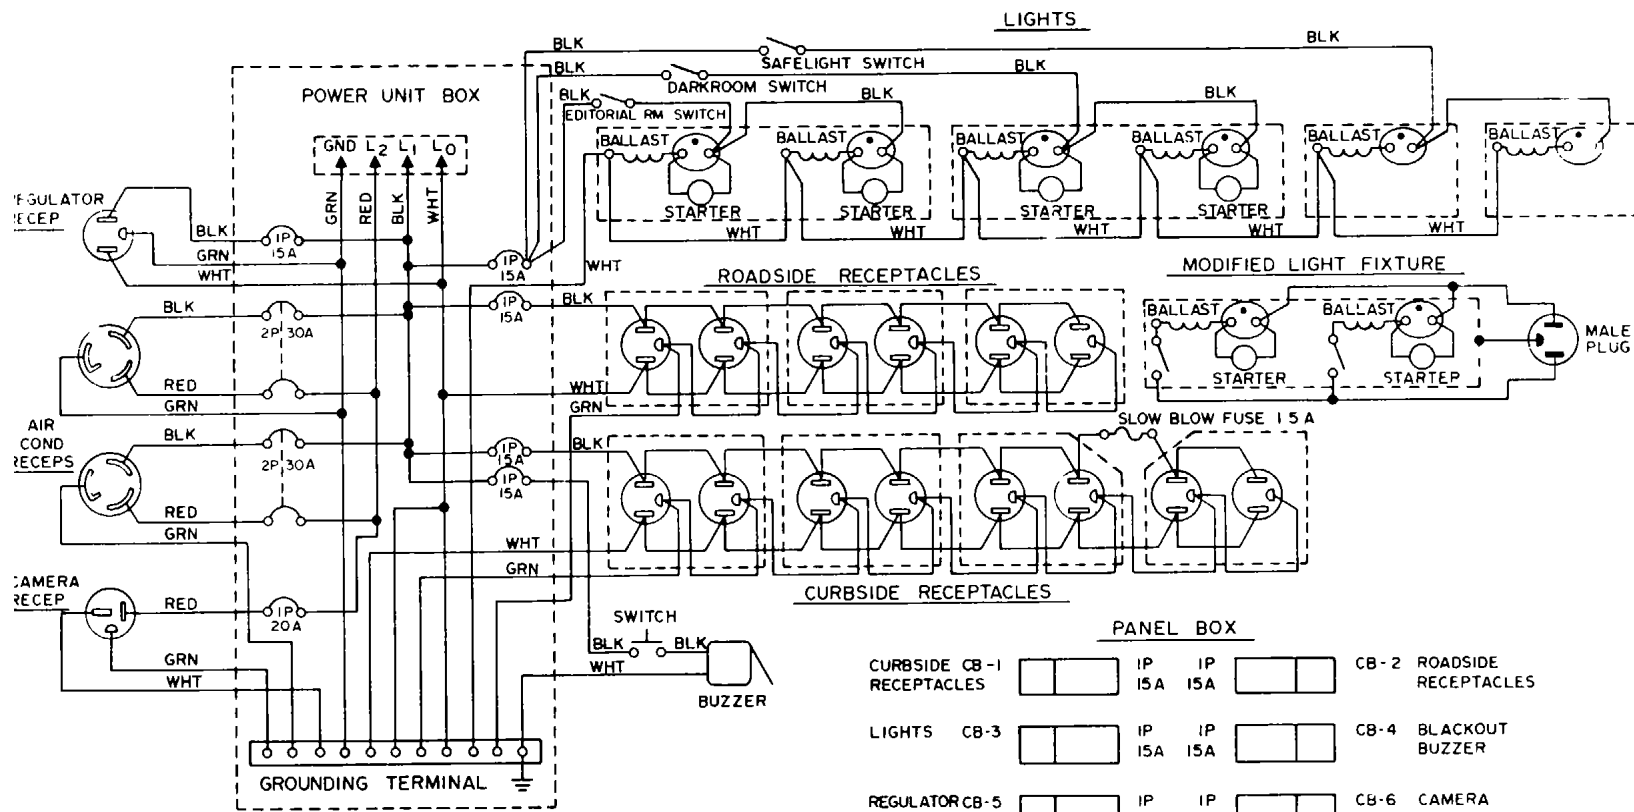 LIGHTS
BLK
BLK
SAFELIGHT SWITCH
BLK
BLK
DARKROOM SWITCH
BLK
BLK
BLK
EDITORIAL RM SWITCH
POWER UNIT BOX
GND L2 L1 L0
BALLAST
BALLAST
BALLAST
BALLAST
BALLAST
BALLAST
STARTER
STARTER
STARTER
STARTER
WHT
WHT
WHT
WHT
WHT
WHT
GRN
RED
BLK
WHT
EGULATOR
ECEP
BLK
1P
15A
GRN
WHT
1P
15A
1P
15A
BLK
ROADSIDE RECEPTACLES
MODIFIED LIGHT FIXTURE
BALLAST
BALLAST
STARTER
STARTER
MALE
PLUG
BLK
2P 30A
RED
GRN
WHT
GRN
AIR
COND
RECEPS
BLK
2P 30A
RED
GRN
1P
15A
1P
15A
BLK
SLOW BLOW FUSE 15A
WHT
GRN
CURBSIDE RECEPTACLES
CAMERA
RECEP
RED
1P
20A
GRN
WHT
SWITCH
BLK
BLK
WHT
BUZZER
GROUNDING TERMINAL
PANEL BOX
CURBSIDE CB-1 1P 1P CB-2 ROADSIDE
RECEPTACLES 15A 15A RECEPTACLES
LIGHTS CB-3 1P 1P CB-4 BLACKOUT
15A 15A BUZZER
REGULATOR CB-5 1P 1P CB-6 CAMERA